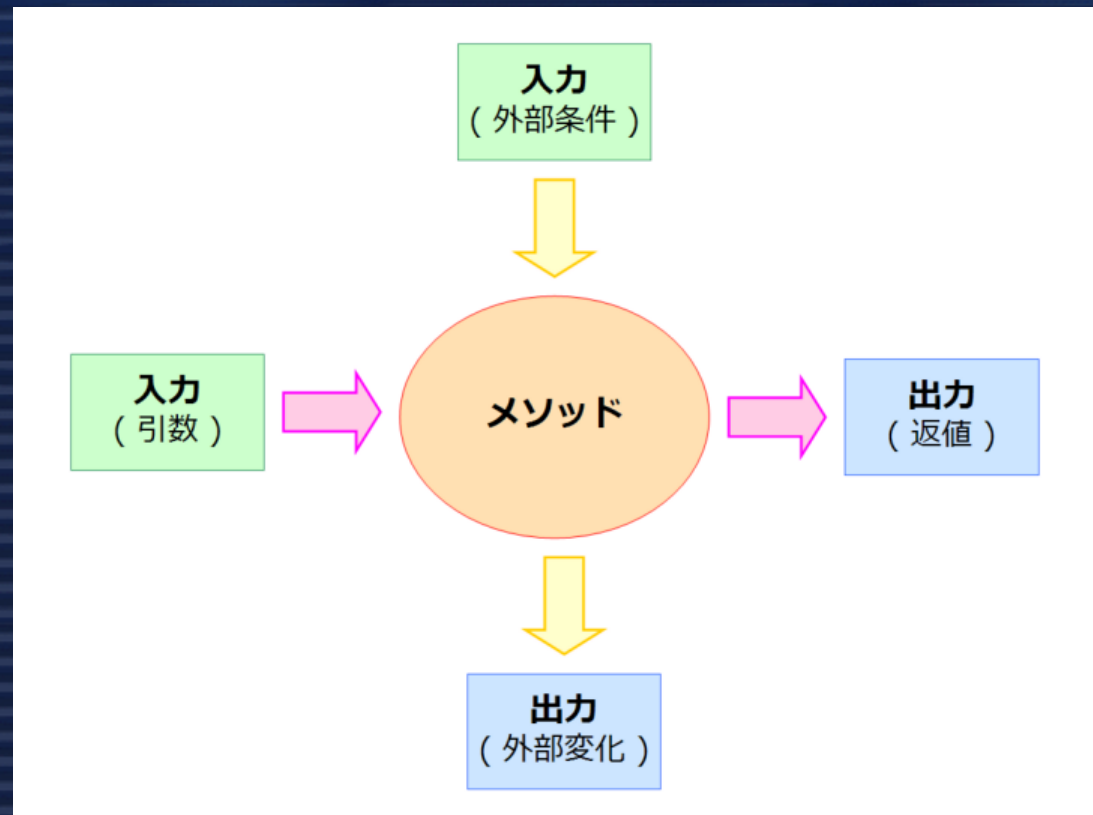 入力
( 外部条件 )
入力
( 引数 )
メソッド
出力
( 返値 )
出力
( 外部変化 )